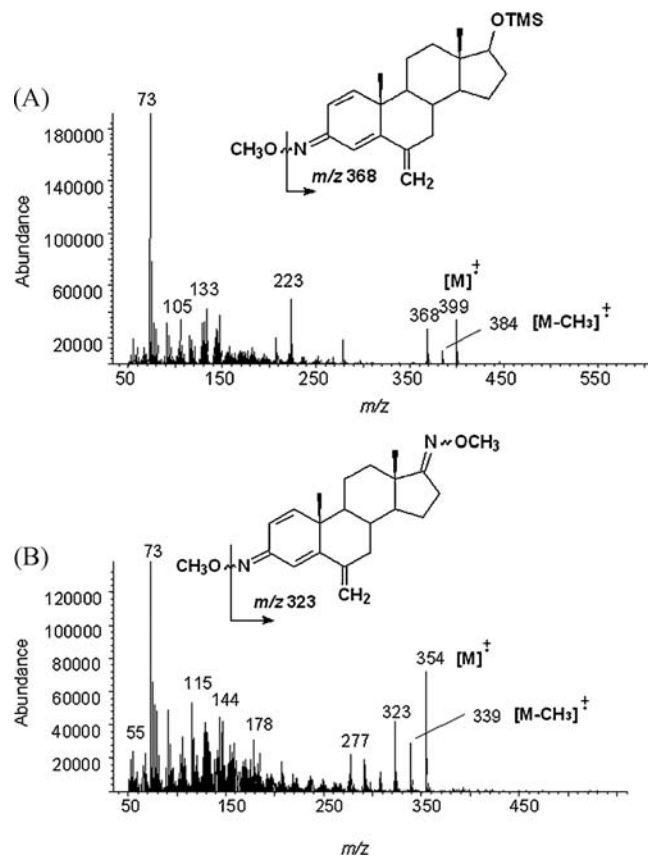 (A)
OTMS
CH₃O~N
CH₂
m/z 368
73
180000
140000
100000
60000
20000
Abundance
105
133
223
[M]⁺·
368
399
384
[M-CH₃]⁺·
50
150
250
350
450
550
m/z
(B)
N~OCH₃
CH₃O~N
CH₂
m/z 323
73
120000
100000
80000
60000
40000
20000
Abundance
55
115
144
178
277
323
354
[M]⁺·
339
[M-CH₃]⁺·
50
150
250
350
450
m/z